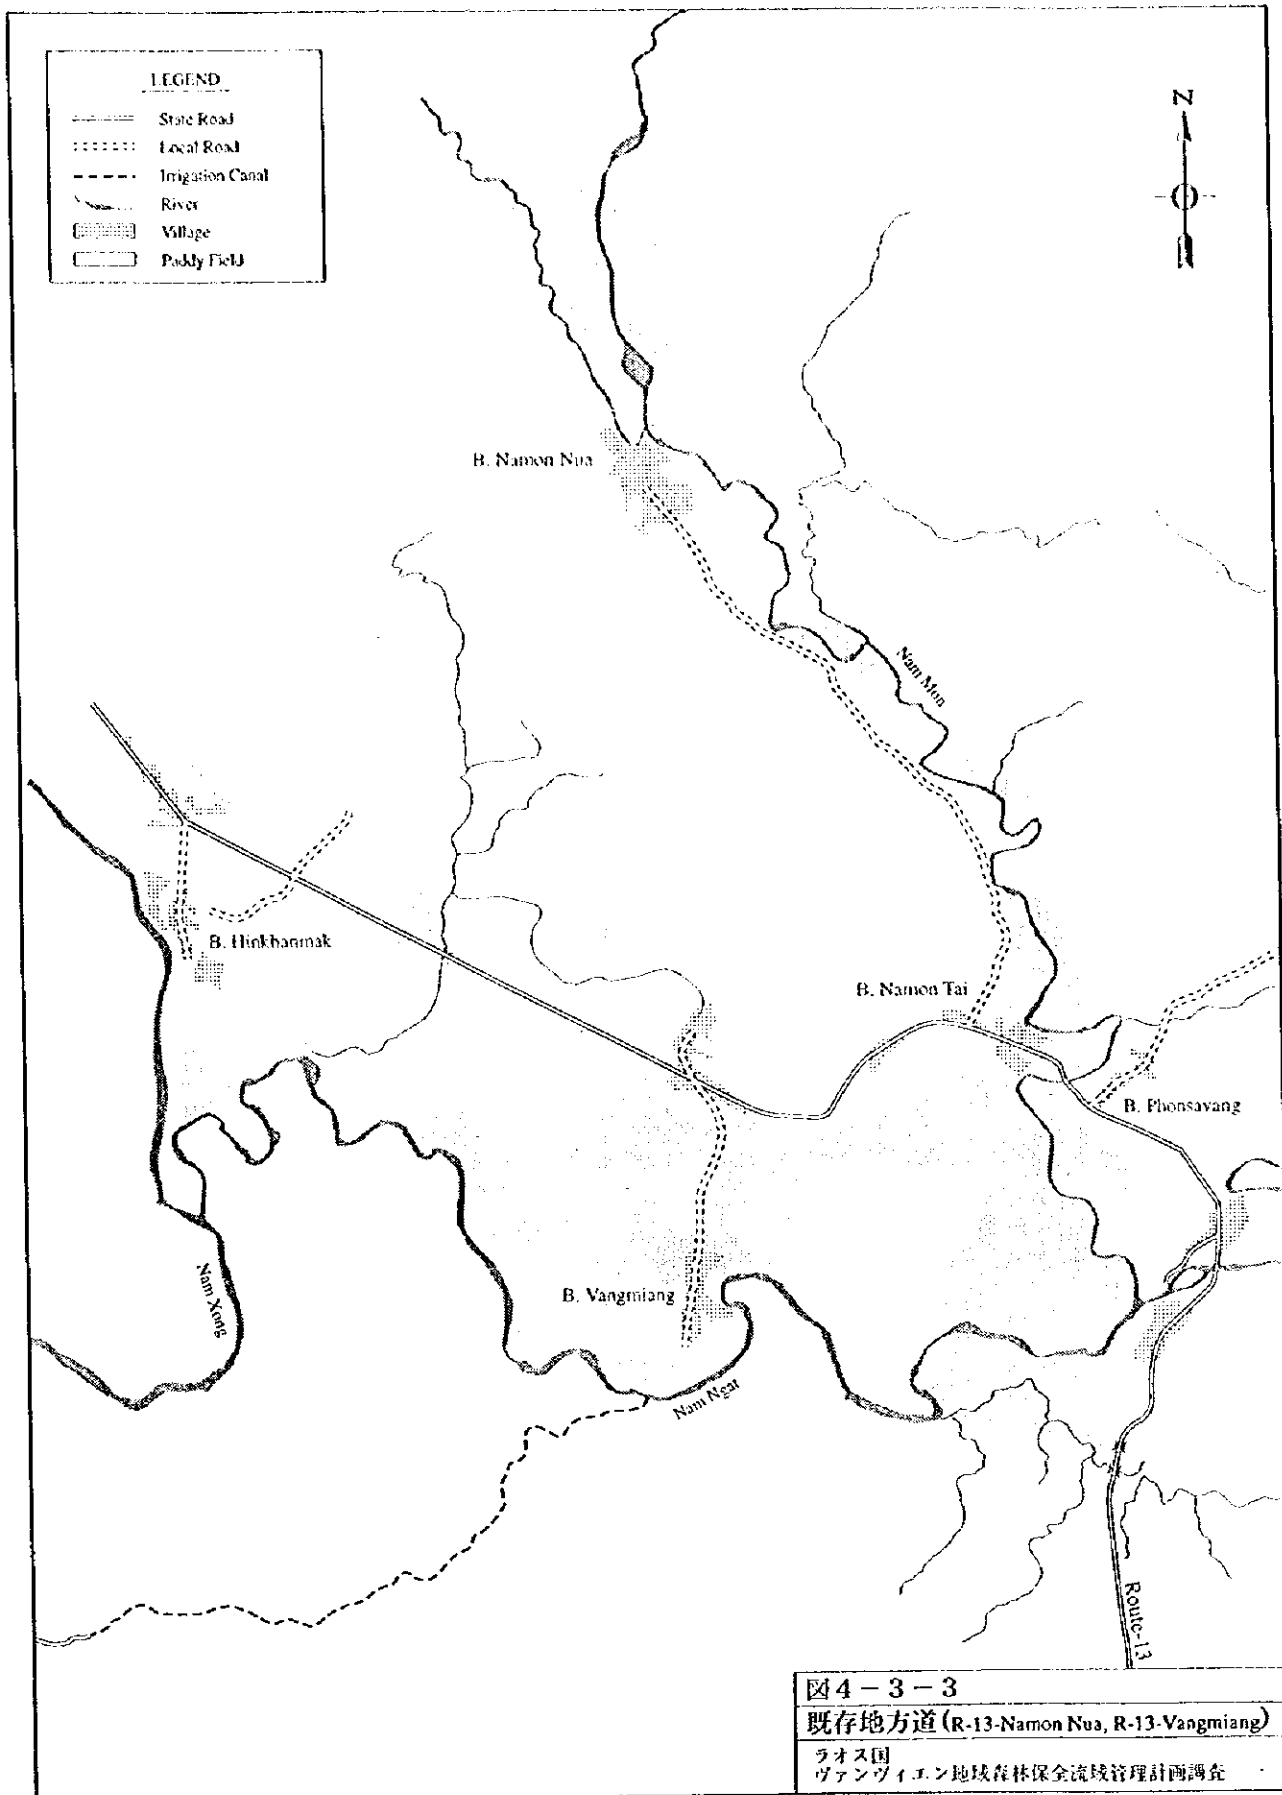 LEGEND
State Road
Local Road
Irrigation Canal
River
Village
Paddy Field
N
B. Namon Nua
Nam Mon
B. Hinkhanmak
B. Namon Tai
B. Phonsavang
Nam Xong
B. Vangmiang
Nam Ngat
Route-13
図4-3-3
既存地方道(R-13-Namon Nua, R-13-Vangmiang)
ラオス国
ヴァンヴィエン地域森林保全流域管理計画調査